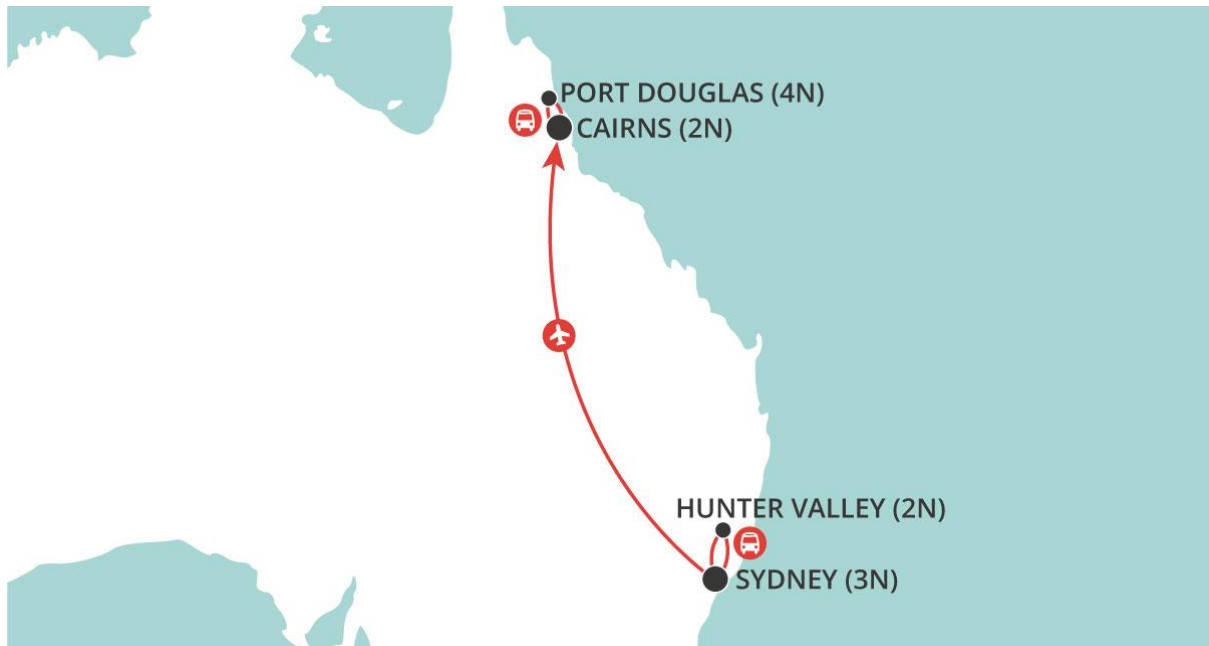 PORT DOUGLAS (4N)
CAIRNS (2N)
HUNTER VALLEY (2N)
SYDNEY (3N)